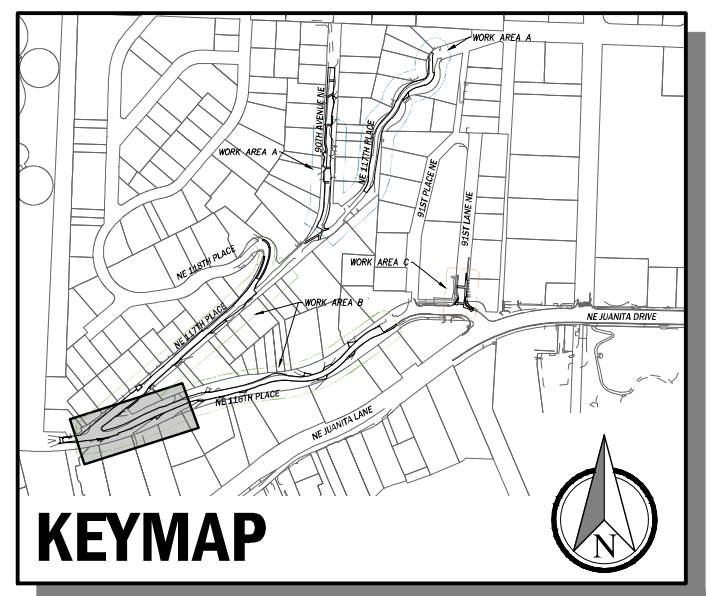 WORK AREA A
90TH AVENUE NE
WORK AREA A
NE 117TH PLACE
91ST PLACE NE
91ST LANE NE
NE 118TH PLACE
WORK AREA C
WORK AREA B
NE 117TH PLACE
NE JUANITA DRIVE
NE 116TH PLACE
NE JUANITA LANE
KEYMAP
N